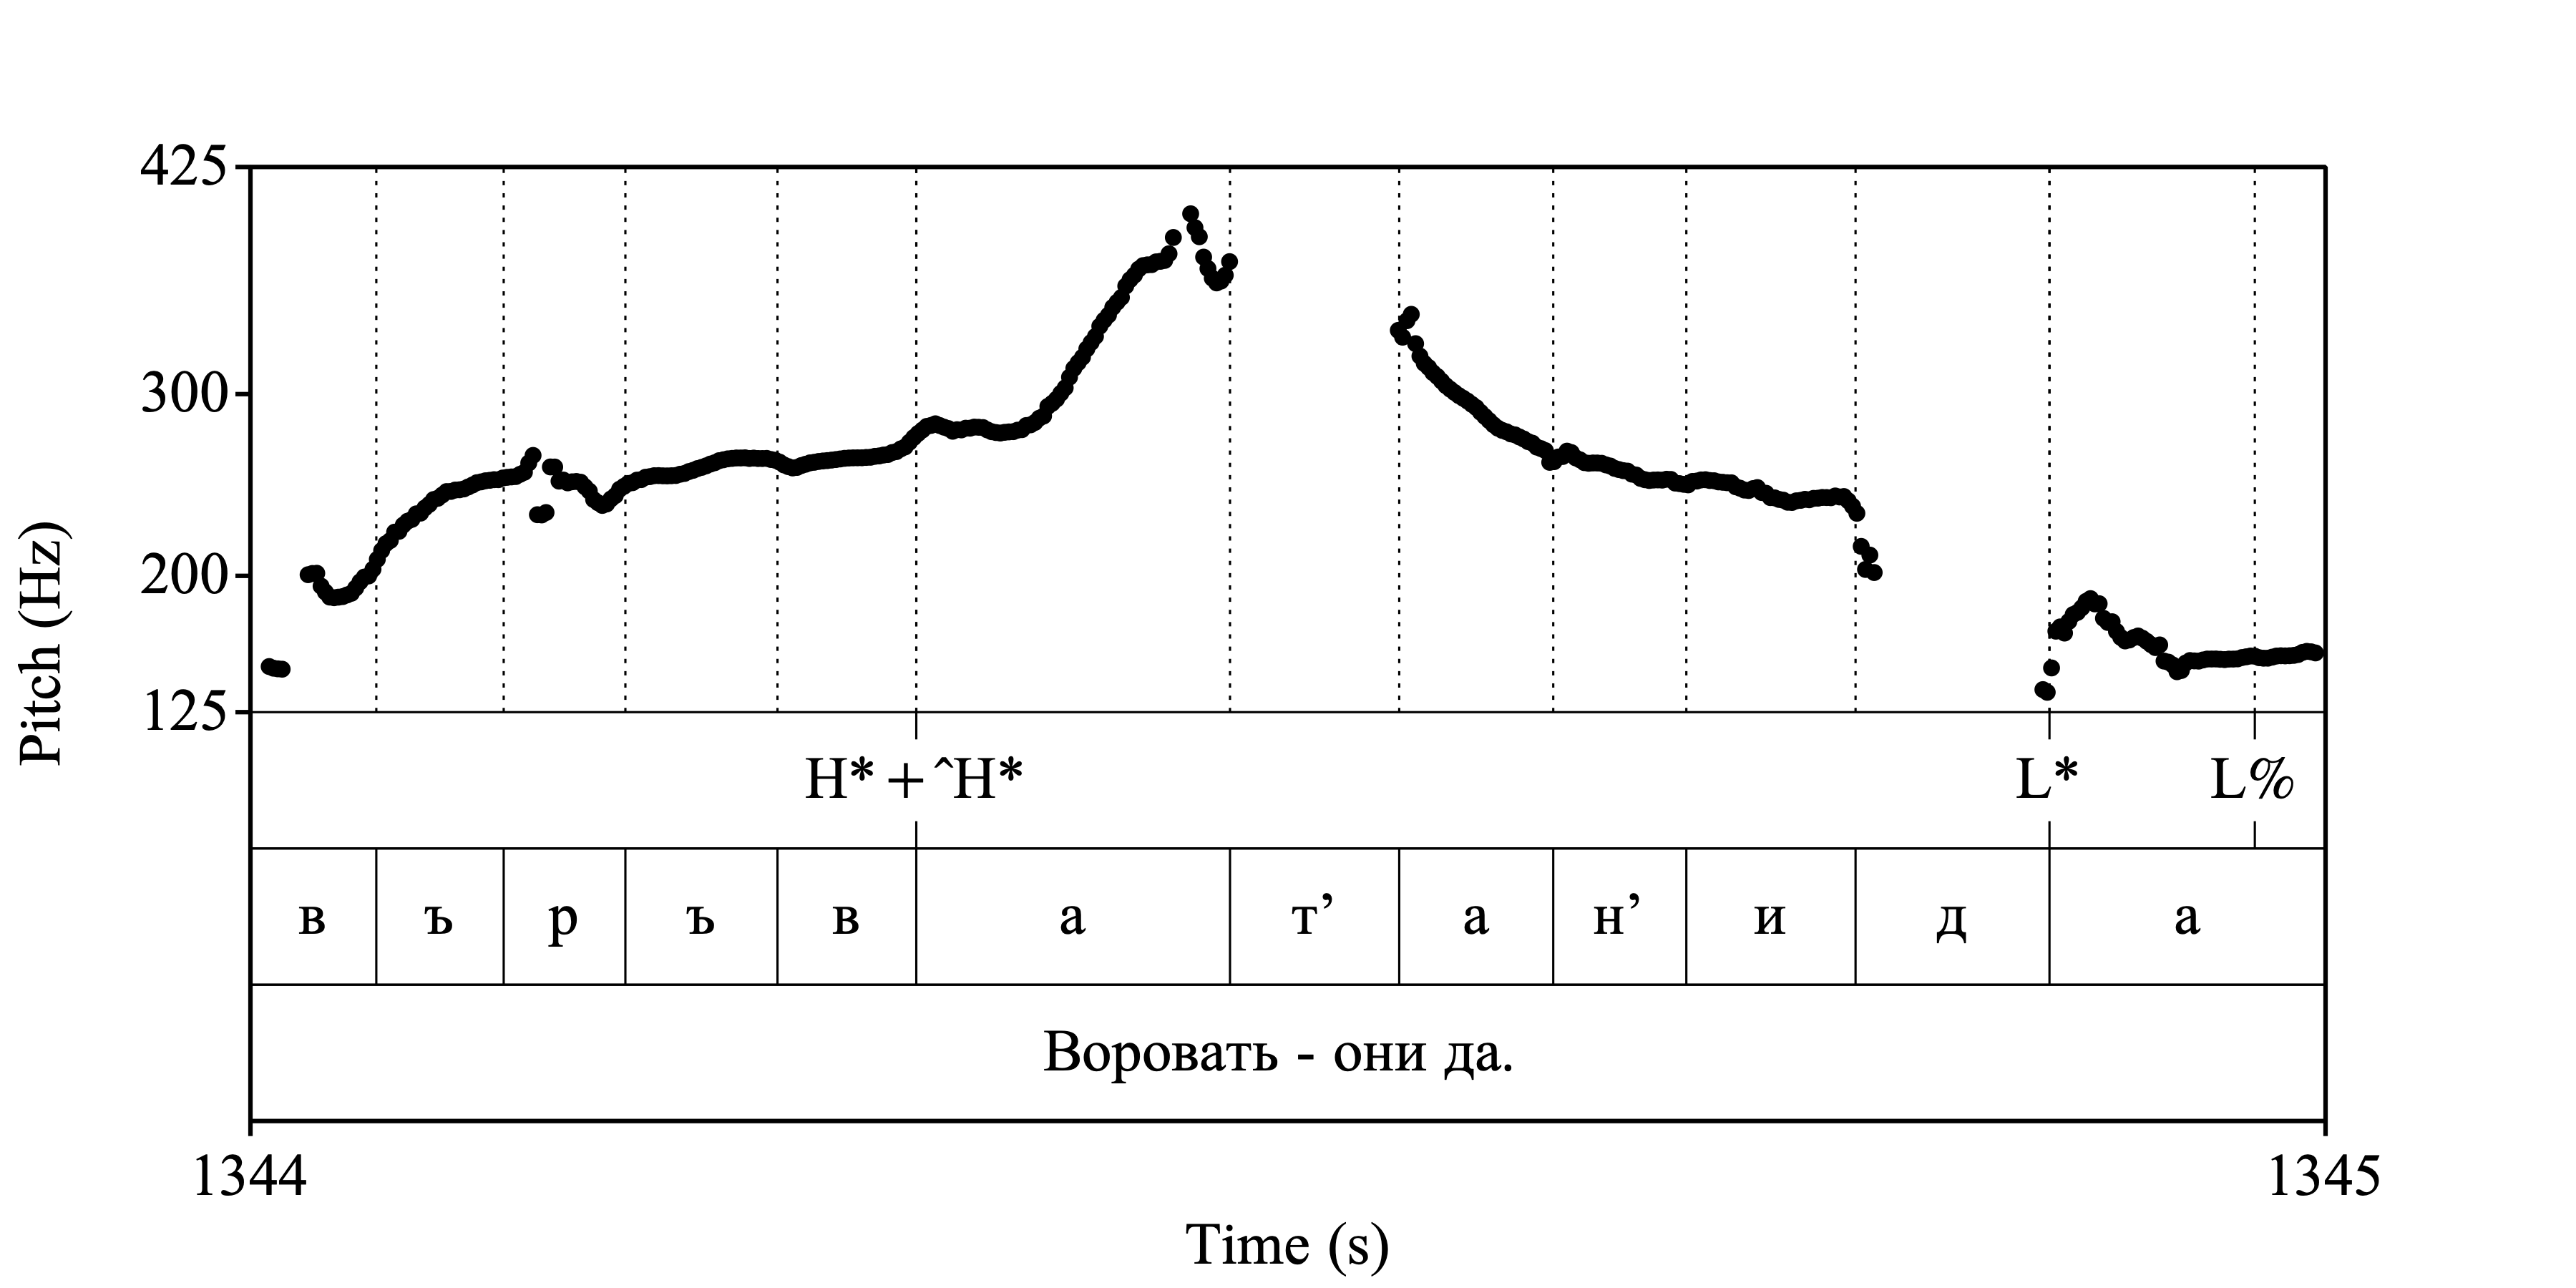 425
300
200
125
Pitch (Hz)
H* + ^H* L* L%
в ъ р ъ в а т’ а н’ и д а
Воровать - они да.
1344 1345
Time (s)